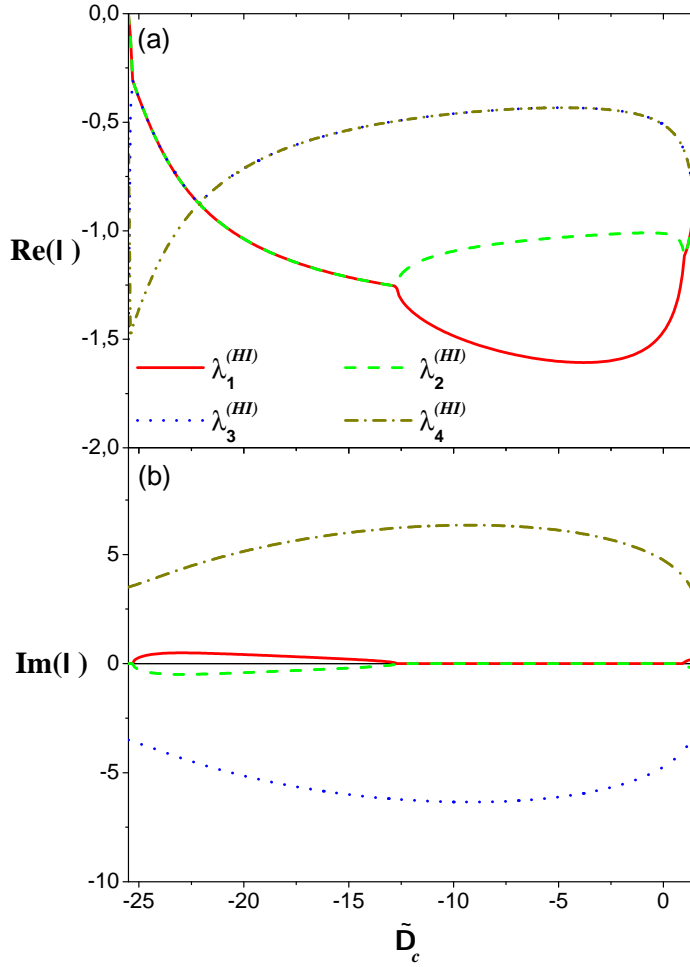 0,0
(a)
-0,5
-1,0
Re(l)
-1,5
λ1(HI) λ2(HI)
λ3(HI) λ4(HI)
-2,0
(b)
5
Im(l)
0
-5
-10
-25 -20 -15 -10 -5 0
D̃c